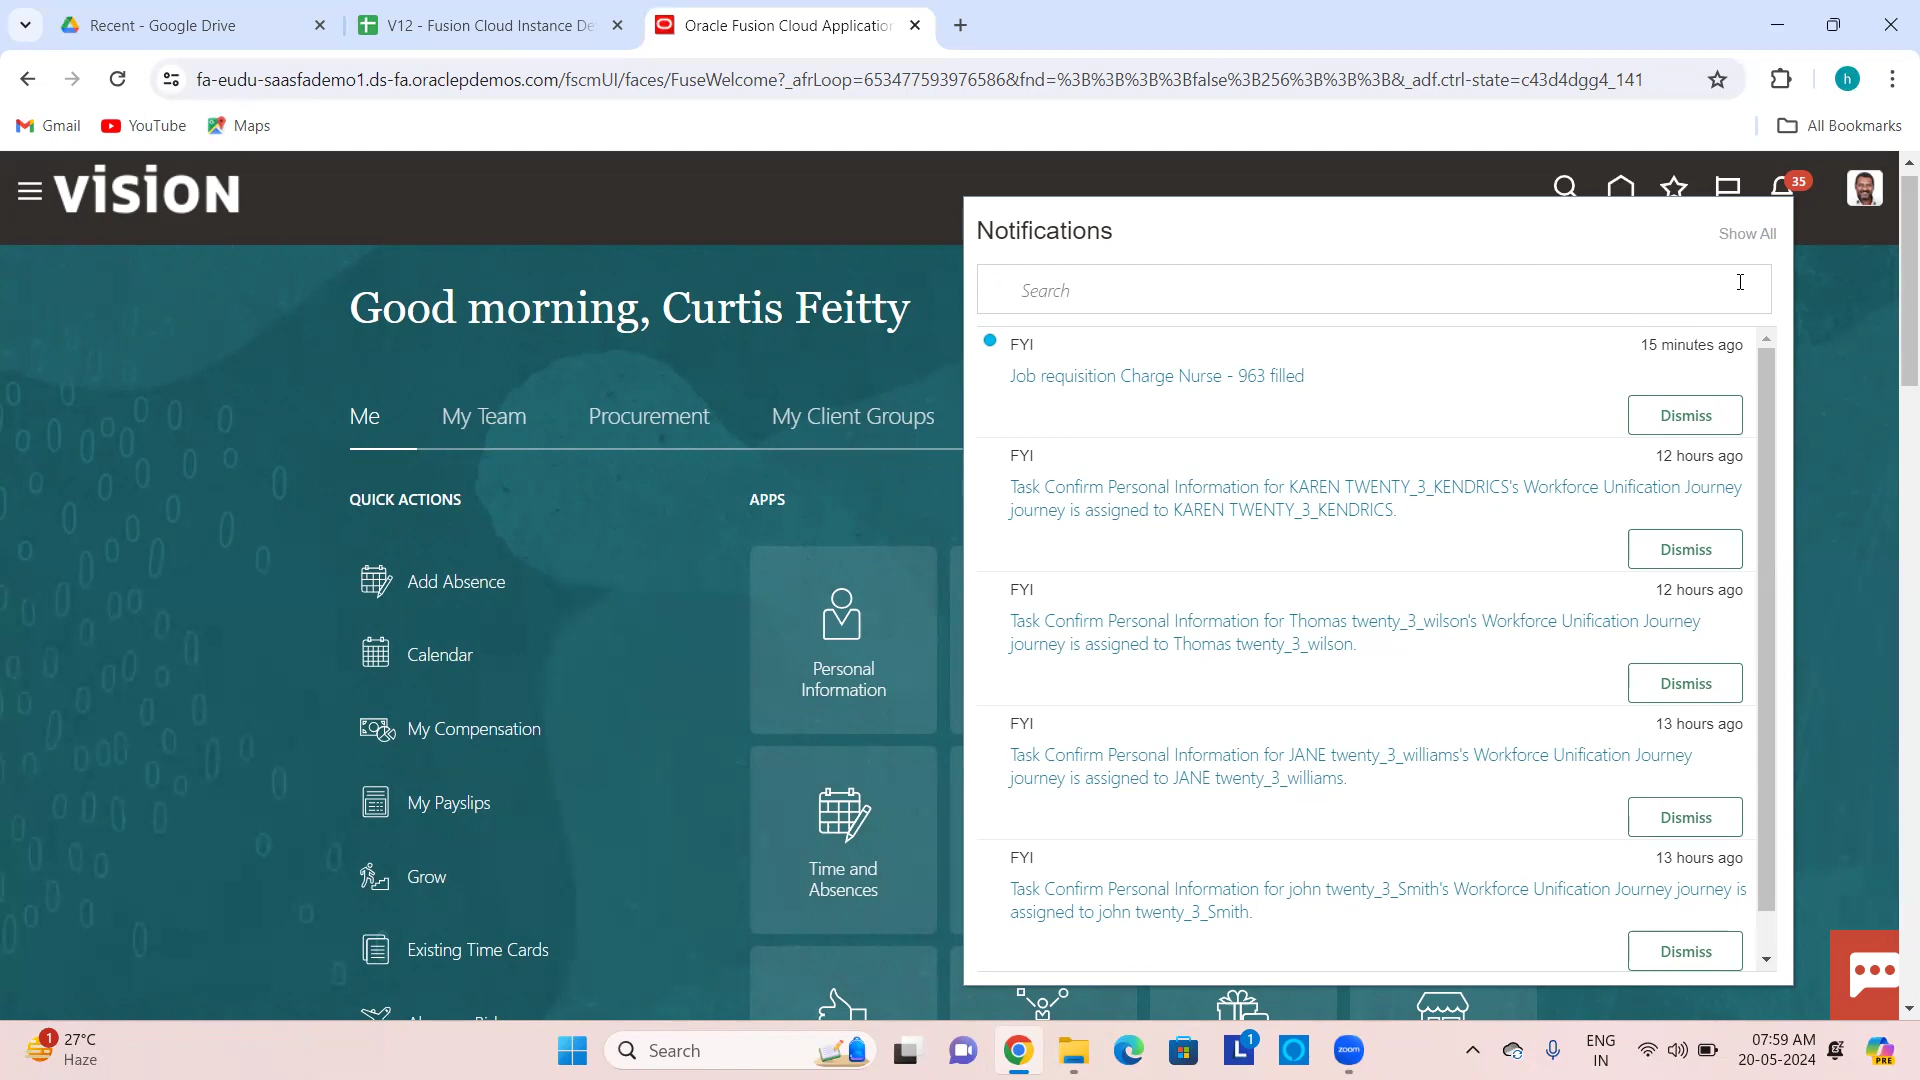 Recent - Google Drive
V12 - Fusion Cloud Instance De
Oracle Fusion Cloud Application
fa-eudu-saasfademo1.ds-fa.oraclepdemos.com/fscmUI/faces/FuseWelcome?_afrLoop=653477593976586&fnd=%3B%3B%3B%3Bfalse%3B256%3B%3B%3B&_adf.ctrl-state=c43d4dgg4_141
h
Gmail
YouTube
Maps
All Bookmarks
VISION
35
Notifications
Show All
Search
Good morning, Curtis Feitty
Me
My Team
Procurement
My Client Groups
QUICK ACTIONS
APPS
Add Absence
Calendar
My Compensation
My Payslips
Grow
Existing Time Cards
Personal
Information
Time and
Absences
FYI
15 minutes ago
Job requisition Charge Nurse - 963 filled
Dismiss
FYI
12 hours ago
Task Confirm Personal Information for KAREN TWENTY_3_KENDRICS's Workforce Unification Journey
journey is assigned to KAREN TWENTY_3_KENDRICS.
Dismiss
FYI
12 hours ago
Task Confirm Personal Information for Thomas twenty_3_wilson's Workforce Unification Journey
journey is assigned to Thomas twenty_3_wilson.
Dismiss
FYI
13 hours ago
Task Confirm Personal Information for JANE twenty_3_williams's Workforce Unification Journey
journey is assigned to JANE twenty_3_williams.
Dismiss
FYI
13 hours ago
Task Confirm Personal Information for john twenty_3_Smith's Workforce Unification Journey journey is
assigned to john twenty_3_Smith.
Dismiss
1
27°C
Haze
Search
L
1
zoom
ENG
IN
07:59 AM
20-05-2024
PRE